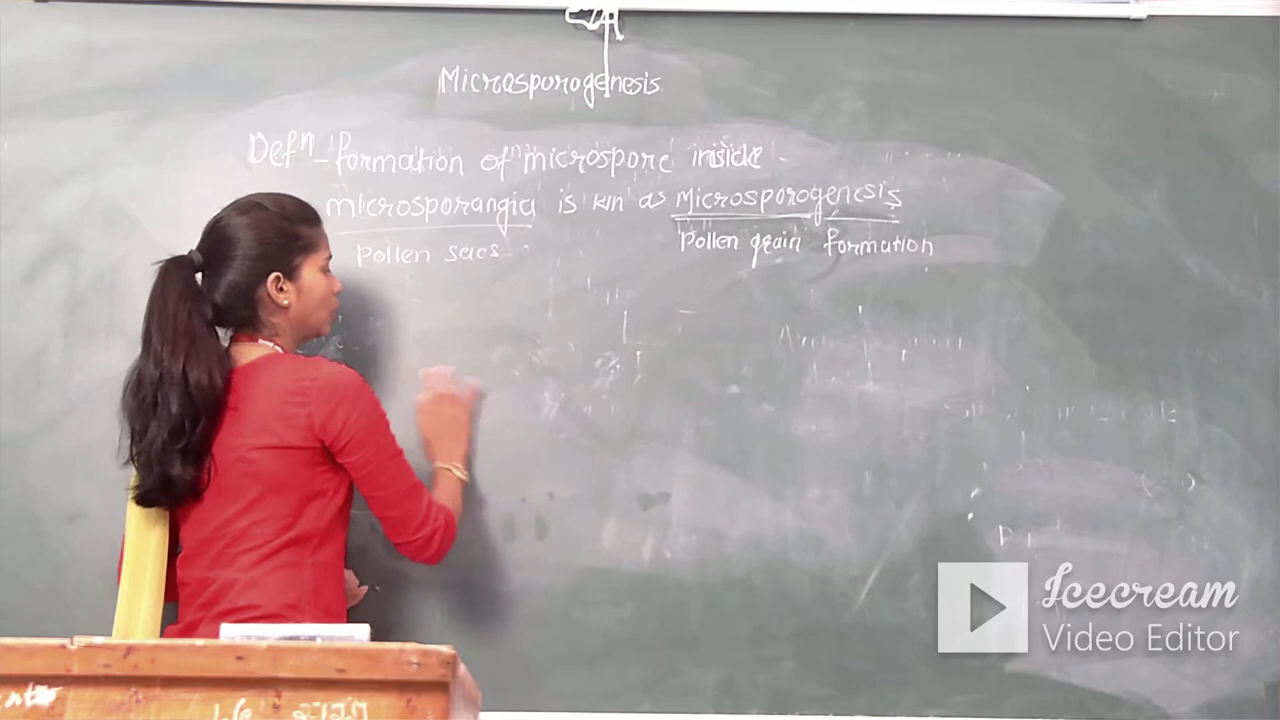 Microsporogenesis
Defⁿ - formation of microspore inside
microsporangia is kn as Microsporogenesis
Pollen sacs
Pollen grain formation
Icecream
Video Editor